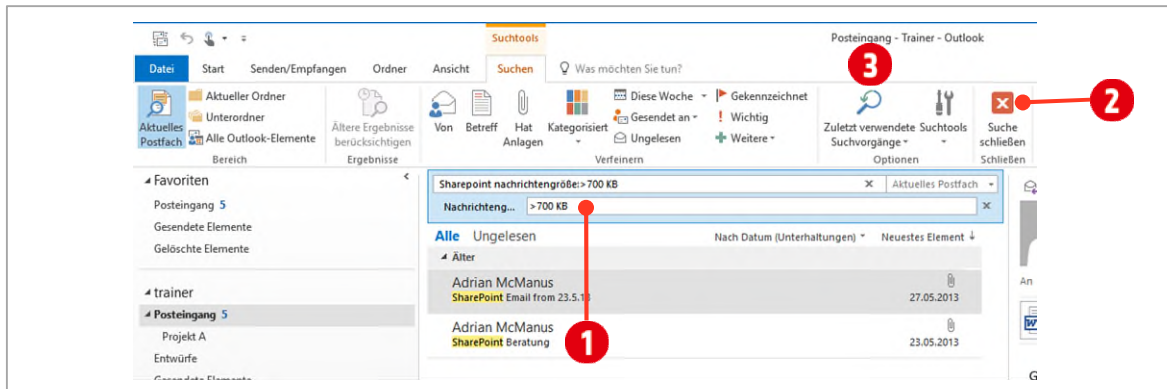 Suchtools
Posteingang - Trainer - Outlook
Datei Start Senden/Empfangen Ordner Ansicht Suchen Was möchten Sie tun?
3
2
Aktuelles Postfach
Aktueller Ordner
Unterordner
Alle Outlook-Elemente
Bereich
Ältere Ergebnisse
berücksichtigen
Ergebnisse
Von Betreff Hat
Anlagen
Kategorisiert
Diese Woche
Gesendet an
Ungelesen
Gekennzeichnet
Wichtig
Weitere
Verfeinern
Zuletzt verwendete
Suchvorgänge
Suchtools
Optionen
Suche
schließen
Schließen
Favoriten
Posteingang 5
Gesendete Elemente
Gelöschte Elemente
trainer
Posteingang 5
Projekt A
Entwürfe
Sharepoint nachrichtengröße:>700 KB
Aktuelles Postfach
Nachrichteng... >700 KB
Alle Ungelesen Nach Datum (Unterhaltungen) Neuestes Element ↓
Älter
Adrian McManus
SharePoint Email from 23.5.13 27.05.2013
Adrian McManus
SharePoint Beratung 23.05.2013
1
An
G